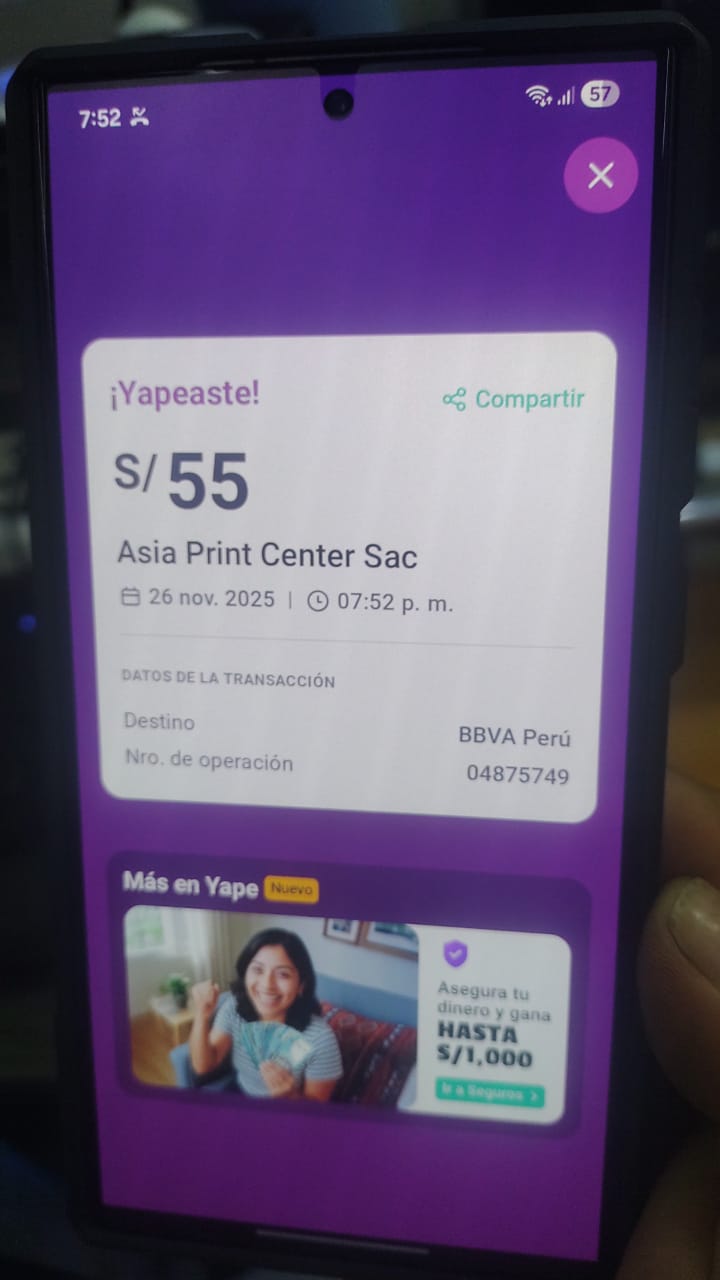 7:52
57
¡Yapeaste!
Compartir
S/ 55
Asia Print Center Sac
26 nov. 2025 | 07:52 p. m.
DATOS DE LA TRANSACCIÓN
Destino
BBVA Perú
Nro. de operación
04875749
Más en Yape
Nuevo
Asegura tu
dinero y gana
HASTA
S/1,000
Ir a Seguros >